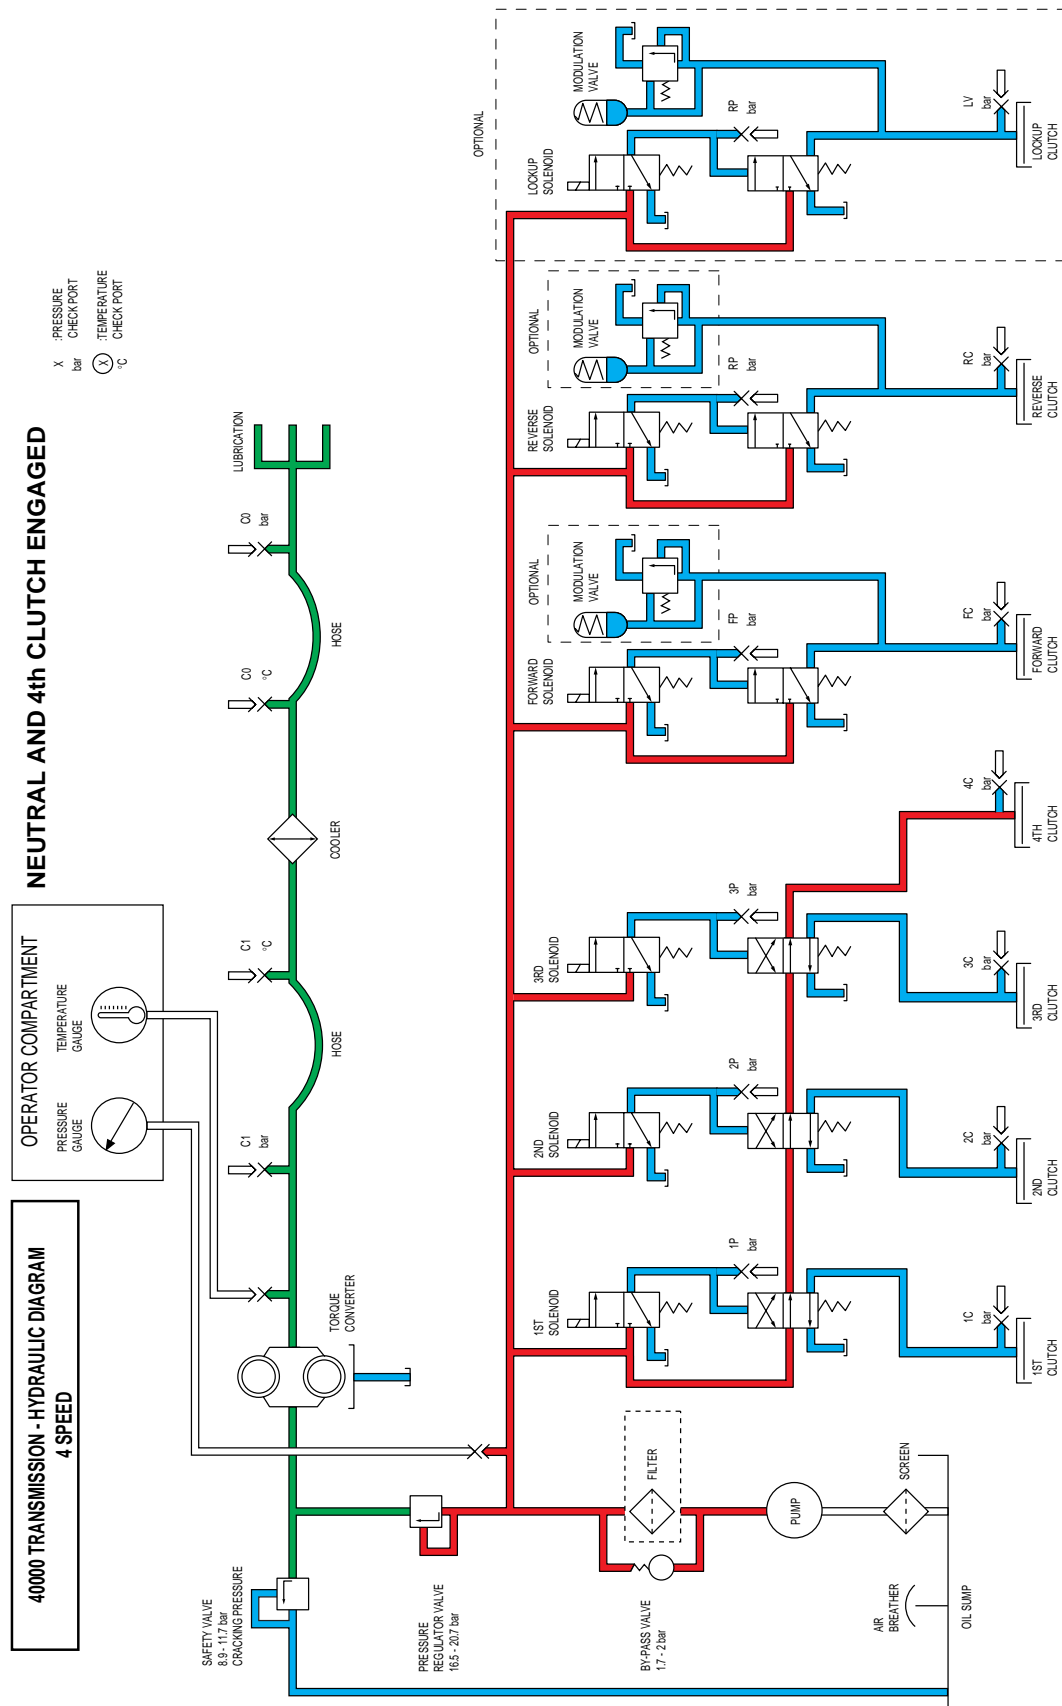 40000 TRANSMISSION - HYDRAULIC DIAGRAM
4 SPEED
OPERATOR COMPARTMENT
PRESSURE
GAUGE
TEMPERATURE
GAUGE
NEUTRAL AND 4th CLUTCH ENGAGED
X
bar
:PRESSURE
CHECK PORT
X
°C
:TEMPERATURE
CHECK PORT
SAFETY VALVE
8.9 - 11.7 bar
CRACKING PRESSURE
TORQUE
CONVERTER
C1
bar
HOSE
C1
°C
COOLER
C0
°C
HOSE
C0
bar
LUBRICATION
PRESSURE
REGULATOR VALVE
16.5 - 20.7 bar
BY-PASS VALVE
1.7 - 2 bar
FILTER
PUMP
SCREEN
AIR
BREATHER
OIL SUMP
1ST
SOLENOID
1P
bar
1C
bar
1ST
CLUTCH
2ND
SOLENOID
2P
bar
2C
bar
2ND
CLUTCH
3RD
SOLENOID
3P
bar
3C
bar
3RD
CLUTCH
4C
bar
4TH
CLUTCH
OPTIONAL
FORWARD
SOLENOID
MODULATION
VALVE
FP
bar
FC
bar
FORWARD
CLUTCH
OPTIONAL
REVERSE
SOLENOID
MODULATION
VALVE
RP
bar
RC
bar
REVERSE
CLUTCH
OPTIONAL
LOCKUP
SOLENOID
MODULATION
VALVE
RP
bar
LV
bar
LOCKUP
CLUTCH